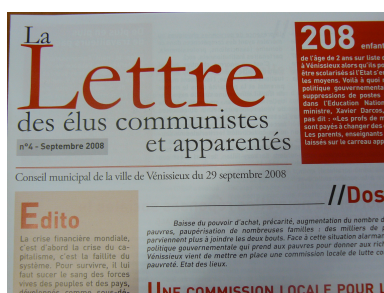 La
Lettre
des élus communistes
et apparentés
n°4 - Septembre 2008
208 enfant
de l'âge de 2 ans sur liste
à Vénissieux alors qu'ils
être scolarisés si l'Etat s'e
les moyens. Voilà à quoi
politique gouvernementa
suppressions de postes
dans l'Education Nation
ministre, Xavier Darcos,
pas dit : «Les profs de m
sont payés à changer des
Les parents, enseignants
laissés sur le carreau app
Conseil municipal de la ville de Vénissieux du 29 septembre 2008
Edito
La crise financière mondiale,
c'est d'abord la crise du ca-
pitalisme, c'est la faillite du
système. Pour survivre, il lui
faut sucer le sang des forces
vives des peuples et des pays,
//Dos
Baisse du pouvoir d'achat, précarité, augmentation du nombre d
pauvres, paupérisation de nombreuses familles : des milliers de
parviennent plus à joindre les deux bouts. Face à cette situation alarman
politique gouvernementale qui prend aux pauvres pour donner aux rich
Vénissieux vient de mettre en place une commission locale de lutte con
pauvreté. Etat des lieux.
UNE COMMISSION LOCALE POUR L